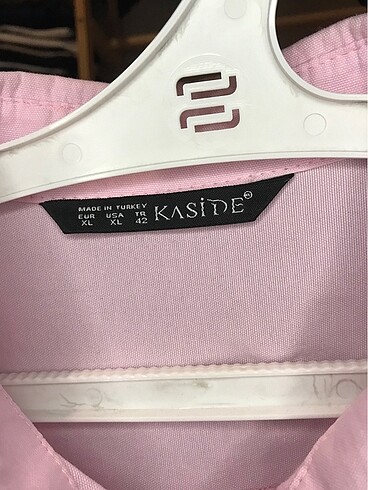 MADE IN TURKEY
EUR USA TR
XL XL 42
KASİDE®